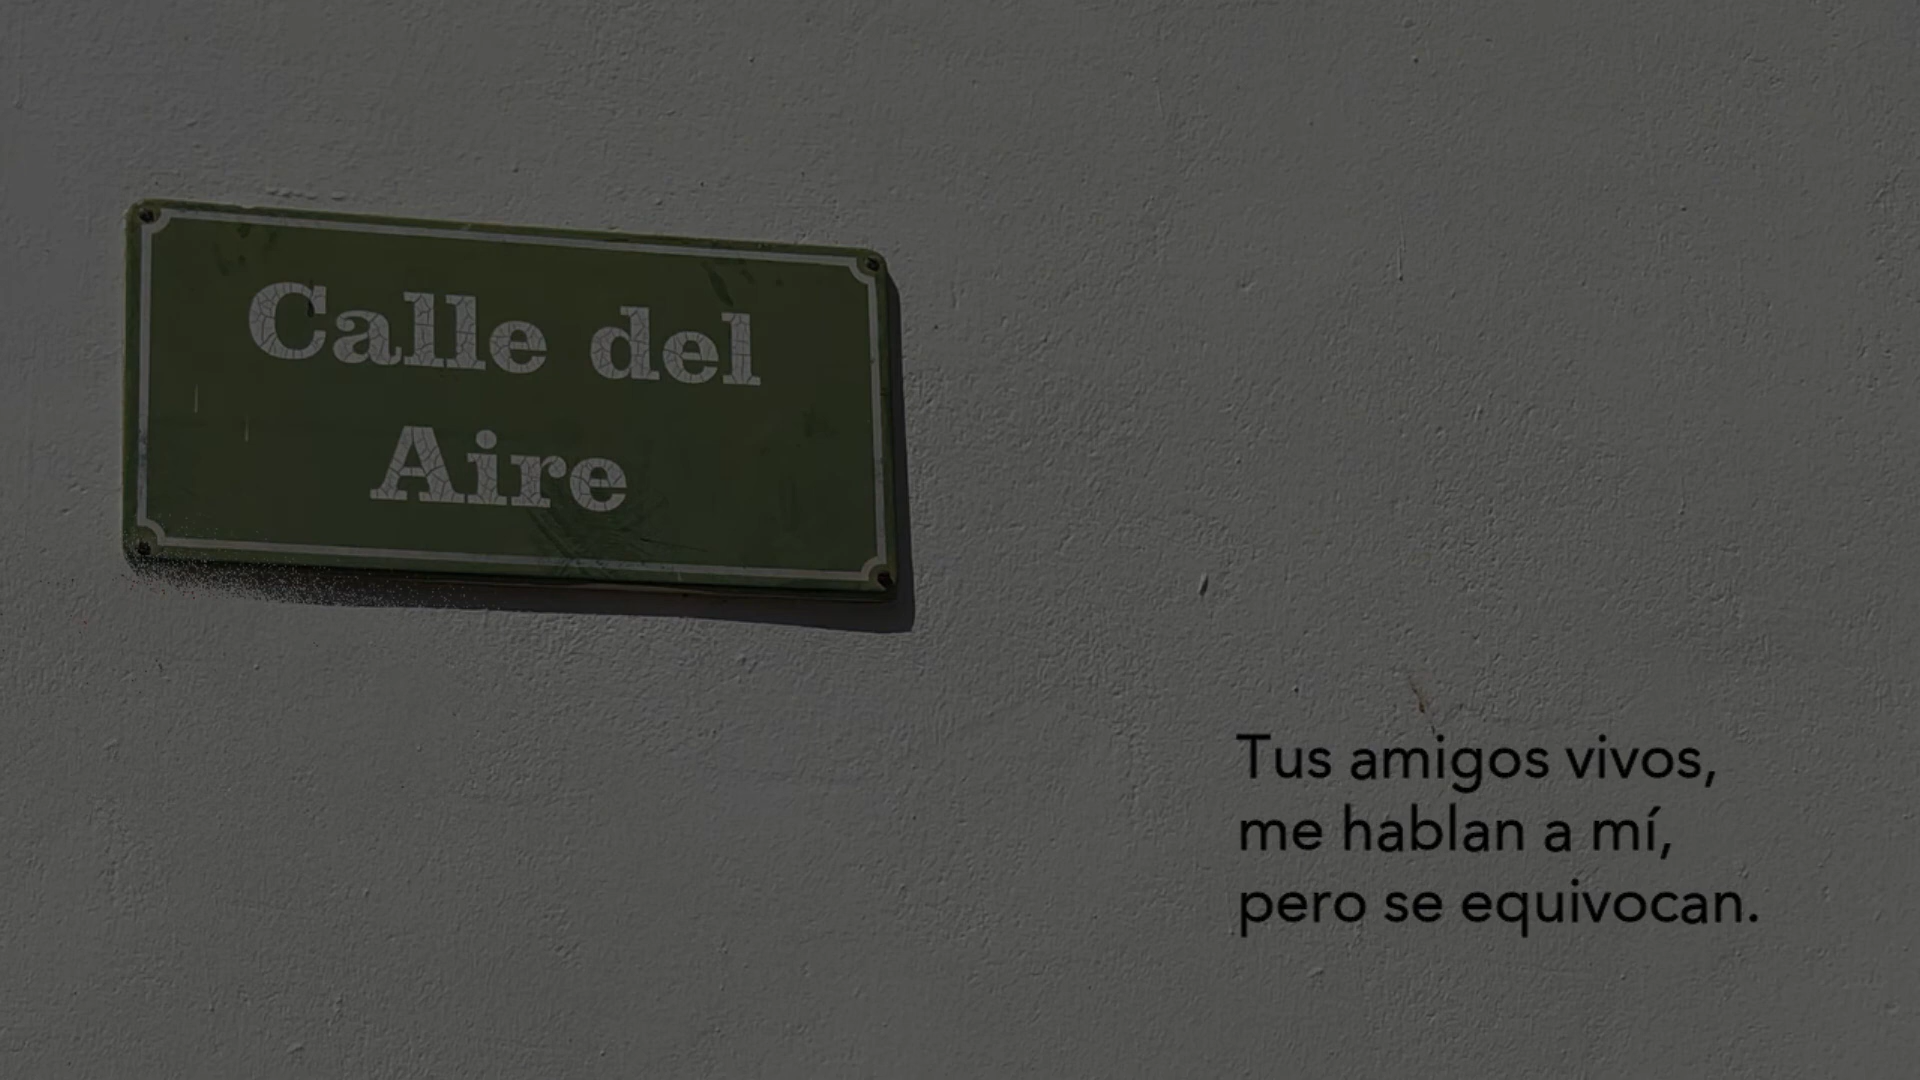 Calle del
Aire
Tus amigos vivos,
me hablan a mí,
pero se equivocan.